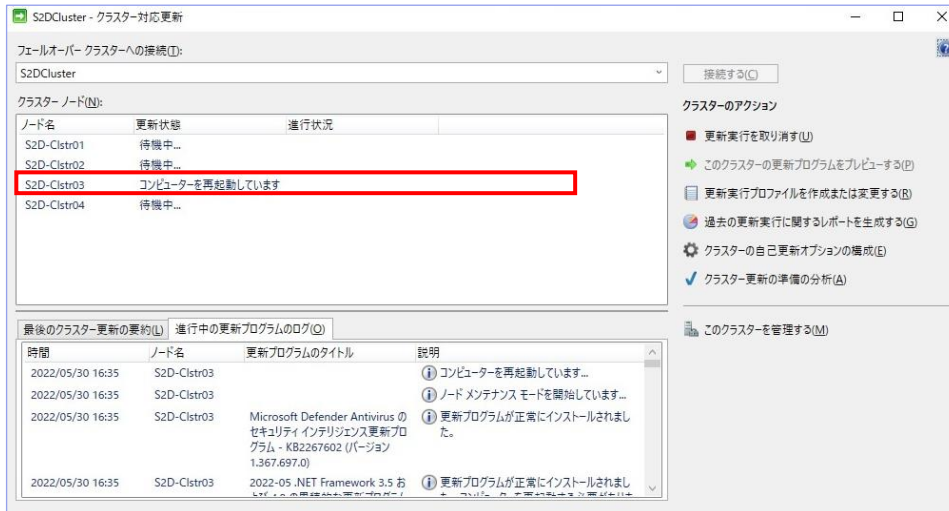 S2DCluster - クラスター対応更新
フェールオーバー クラスターへの接続(T):
S2DCluster
接続する(C)
クラスター ノード(N):
ノード名 更新状態 進行状況
S2D-Clstr01 待機中...
S2D-Clstr02 待機中...
S2D-Clstr03 コンピューターを再起動しています
S2D-Clstr04 待機中...
クラスターのアクション
更新実行を取り消す(U)
このクラスターの更新プログラムをプレビューする(P)
更新実行プロファイルを作成または変更する(R)
過去の更新実行に関するレポートを生成する(G)
クラスターの自己更新オプションの構成(E)
クラスター更新の準備の分析(A)
このクラスターを管理する(M)
最後のクラスター更新の要約(L) 進行中の更新プログラムのログ(O)
時間 ノード名 更新プログラムのタイトル 説明
2022/05/30 16:35 S2D-Clstr03 コンピューターを再起動しています...
2022/05/30 16:35 S2D-Clstr03 ノード メンテナンス モードを開始しています...
2022/05/30 16:35 S2D-Clstr03 Microsoft Defender Antivirus の 更新プログラムが正常にインストールされまし
セキュリティ インテリジェンス更新プロ た。
グラム - KB2267602 (バージョン
1.367.697.0)
2022/05/30 16:35 S2D-Clstr03 2022-05 .NET Framework 3.5 お 更新プログラムが正常にインストールされまし